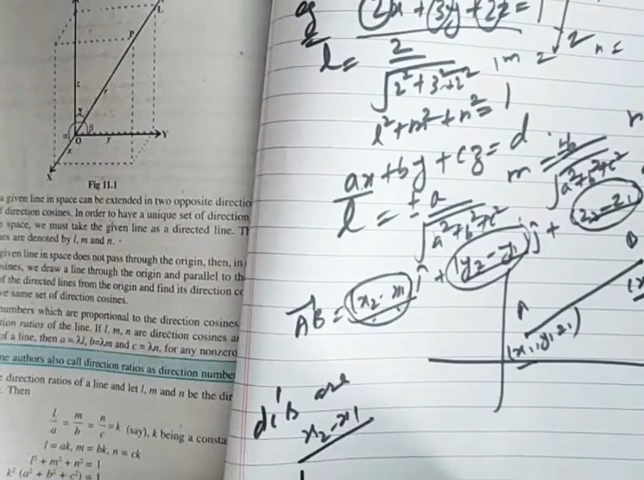 L
P
z
r
γ
α
β
O
x
y
Y
X
Fig 11.1
a given line in space can be extended in two opposite directio
f direction cosines. In order to have a unique set of direction
n space, we must take the given line as a directed line. T
nes are denoted by l, m and n.
given line in space does not pass through the origin, then, in
sines, we draw a line through the origin and parallel to th
of the directed lines from the origin and find its direction co
ve same set of direction cosines.
numbers which are proportional to the direction cosines
tion ratios of the line. If l, m, n are direction cosines a
of a line, then a = λl, b=λm and c = λn, for any nonzero
ne authors also call direction ratios as direction number
direction ratios of a line and let l, m and n be the dir
. Then
l/a = m/b = n/c = k (say), k being a consta
l = ak, m = bk, n = ck
l² + m² + n² = 1
k² (a² + b² + c²) = 1
eg 2x + 3y + 2z = 1
l = 2/√2²+3²+2²
m =
n =
l²+m²+n² = 1
ax+by+cz = d
l = ± a/√a²+b²+c²
m
√a²+b²+c²
AB = (x₂-x₁)î + (y₂-y₁)ĵ + (z₂-z₁)
B
A
(x₁, y₁, z₁)
dc's are
x₂-x₁